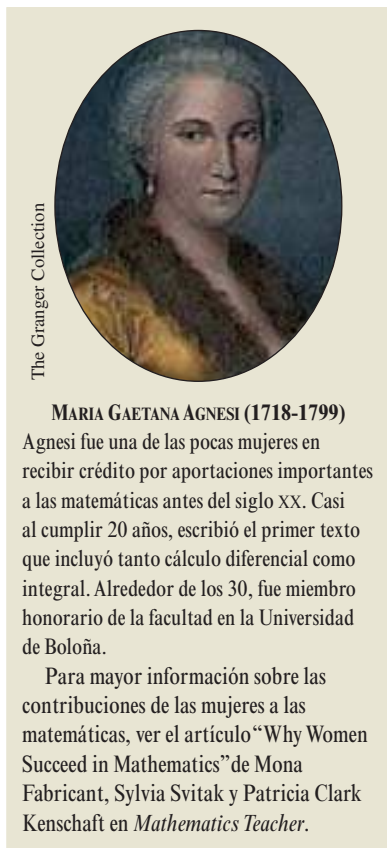 The Granger Collection
MARIA GAETANA AGNESI (1718-1799)
Agnesi fue una de las pocas mujeres en
recibir crédito por aportaciones importantes
a las matemáticas antes del siglo XX. Casi
al cumplir 20 años, escribió el primer texto
que incluyó tanto cálculo diferencial como
integral. Alrededor de los 30, fue miembro
honorario de la facultad en la Universidad
de Boloña.
Para mayor información sobre las
contribuciones de las mujeres a las
matemáticas, ver el artículo “Why Women
Succeed in Mathematics” de Mona
Fabricant, Sylvia Svitak y Patricia Clark
Kenschaft en Mathematics Teacher.